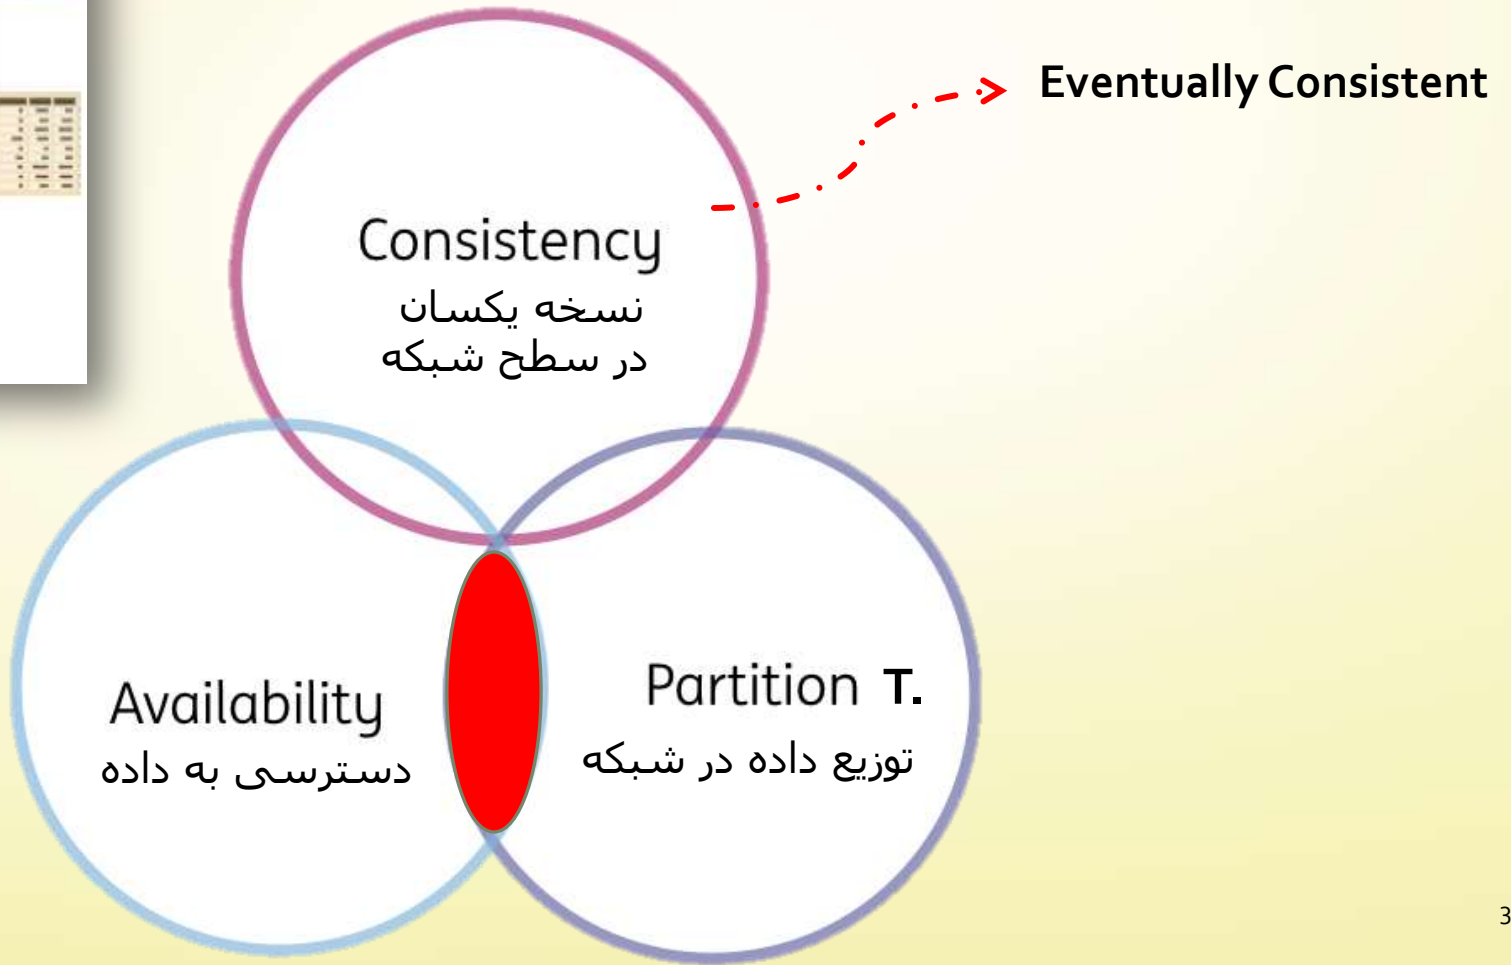 Eventually Consistent
Consistency
نسخه یکسان
در سطح شبکه
Availability
دسترسی به داده
Partition T.
توزیع داده در شبکه
3